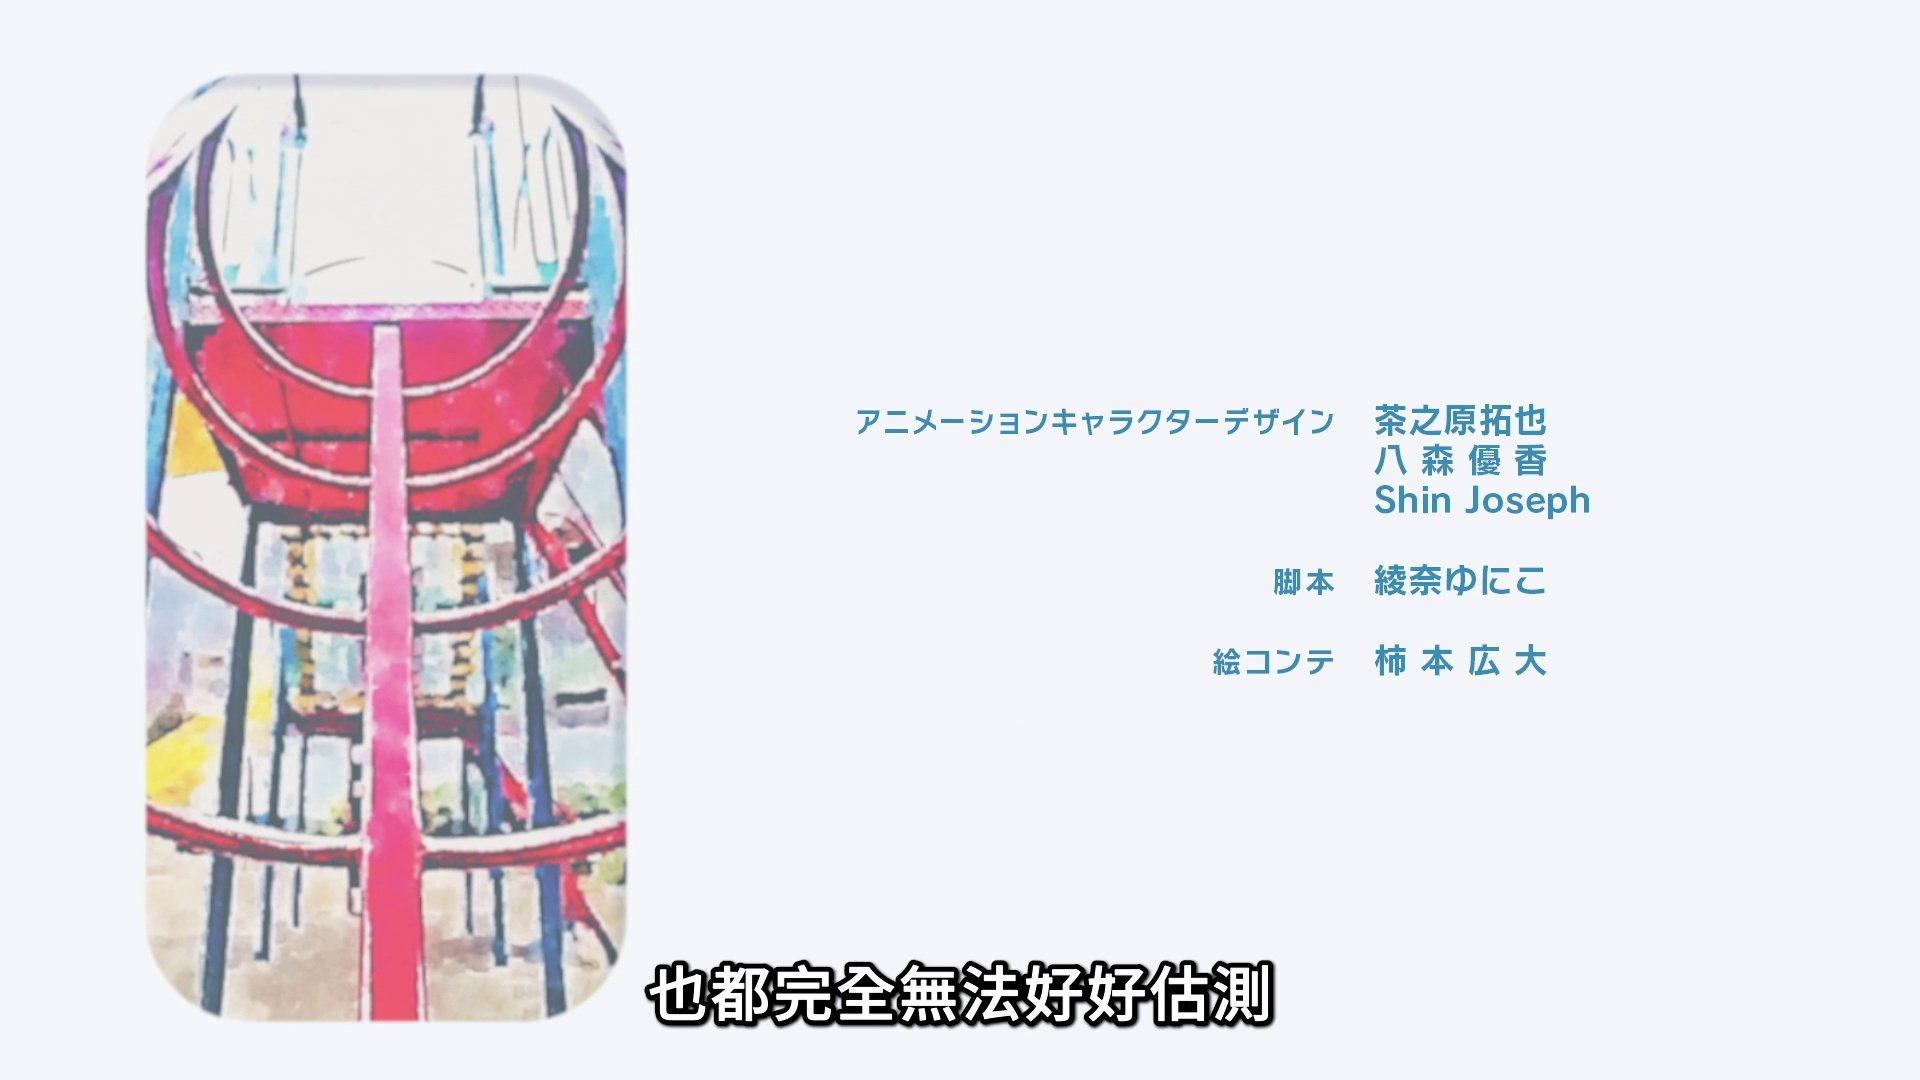 アニメーションキャラクターデザイン 茶之原拓也
八森優香
Shin Joseph
脚本 綾奈ゆにこ
絵コンテ 柿本広大
也都完全無法好好估測